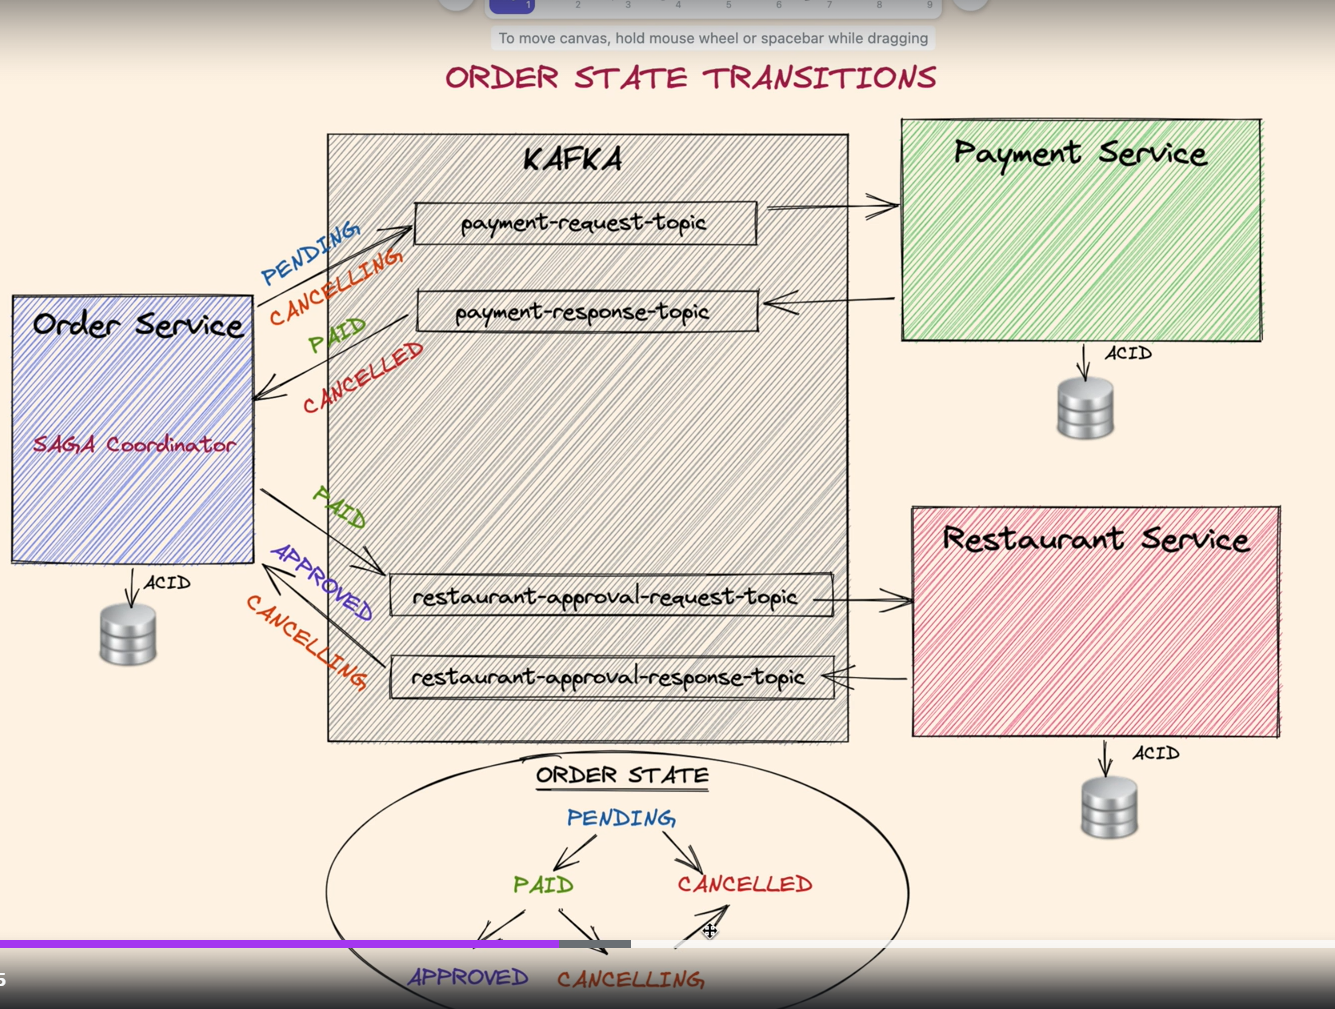 1 2 3 4 5 6 7 8 9
To move canvas, hold mouse wheel or spacebar while dragging
ORDER STATE TRANSITIONS
KAFKA
payment-request-topic
payment-response-topic
restaurant-approval-request-topic
restaurant-approval-response-topic
Payment Service
ACID
Restaurant Service
ACID
Order Service
SAGA Coordinator
ACID
PENDING
CANCELLING
PAID
CANCELLED
PAID
APPROVED
CANCELLING
ORDER STATE
PENDING
PAID
CANCELLED
APPROVED
CANCELLING
5